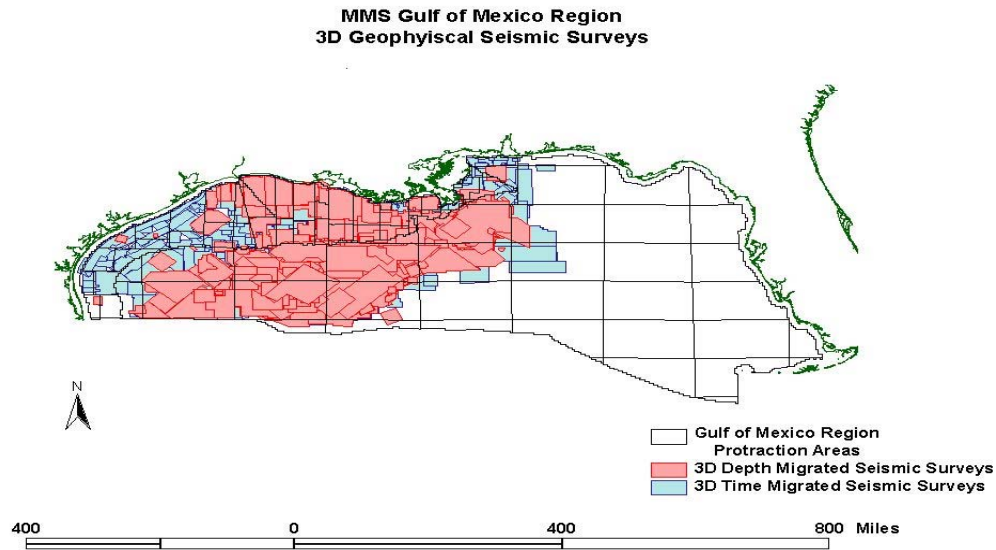 MMS Gulf of Mexico Region
3D Geophyiscal Seismic Surveys
N
Gulf of Mexico Region
Protraction Areas
3D Depth Migrated Seismic Surveys
3D Time Migrated Seismic Surveys
400 0 400 800 Miles